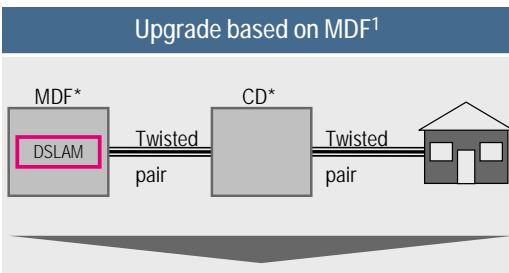 Upgrade based on MDF1
MDF*
CD*
DSLAM
Twisted
pair
Twisted
pair